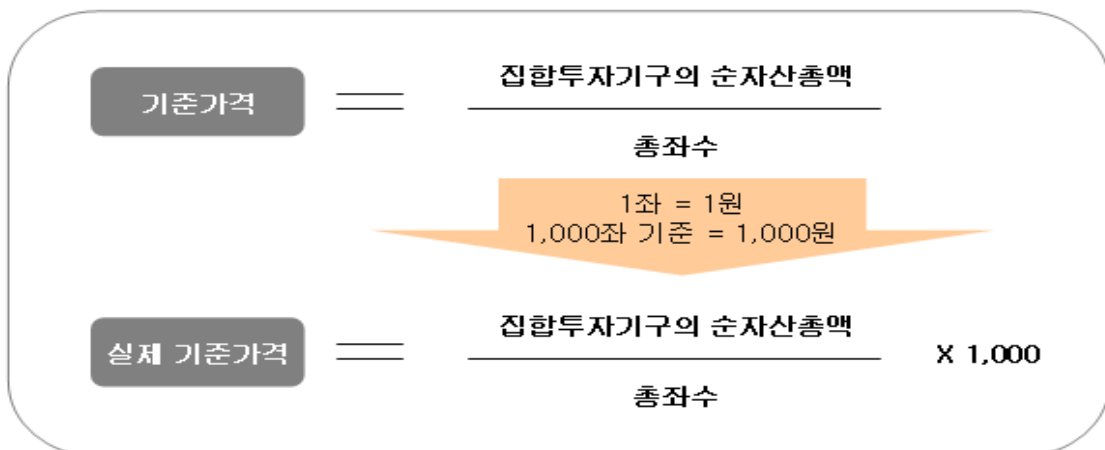 집합투자기구의 순자산총액
기준가격
총좌수
1좌 = 1원
1,000좌 기준 = 1,000원
집합투자기구의 순자산총액
실제 기준가격
X 1,000
총좌수